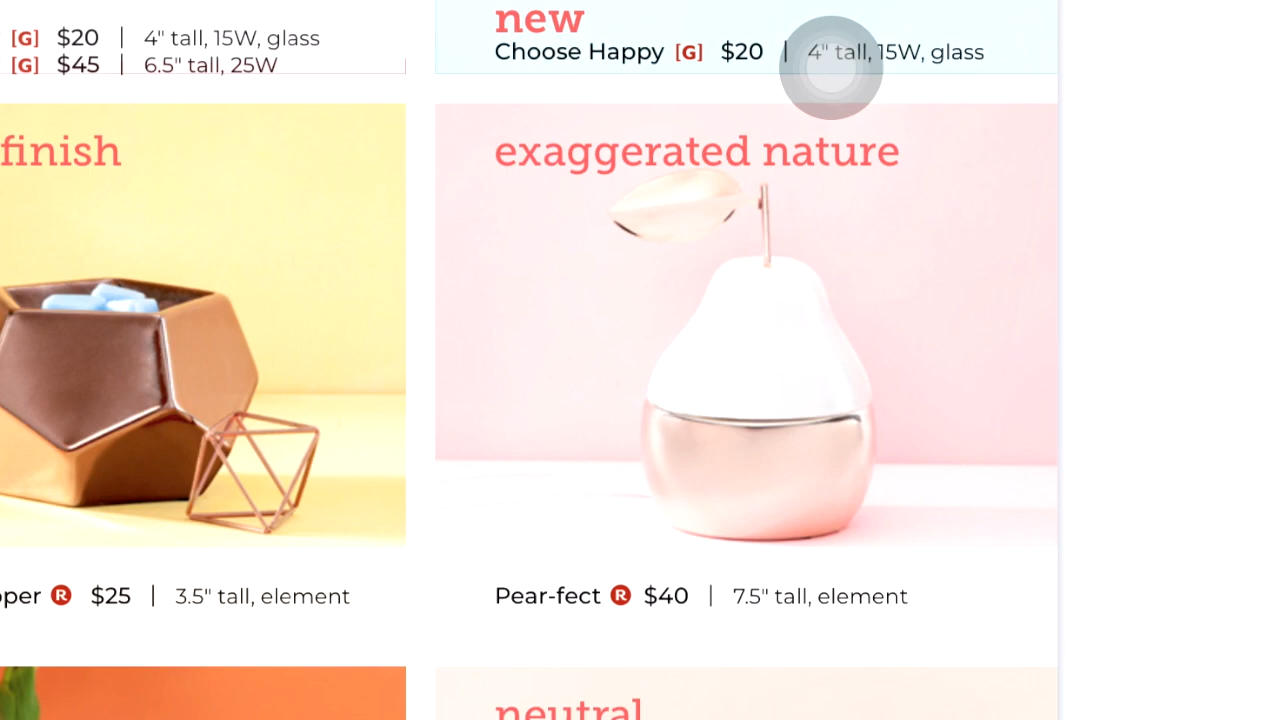 [G] $20 | 4" tall, 15W, glass
[G] $45 | 6.5" tall, 25W
new
Choose Happy [G] $20 | 4" tall, 15W, glass
finish
exaggerated nature
R $25 | 3.5" tall, element
Pear-fect R $40 | 7.5" tall, element
neutral